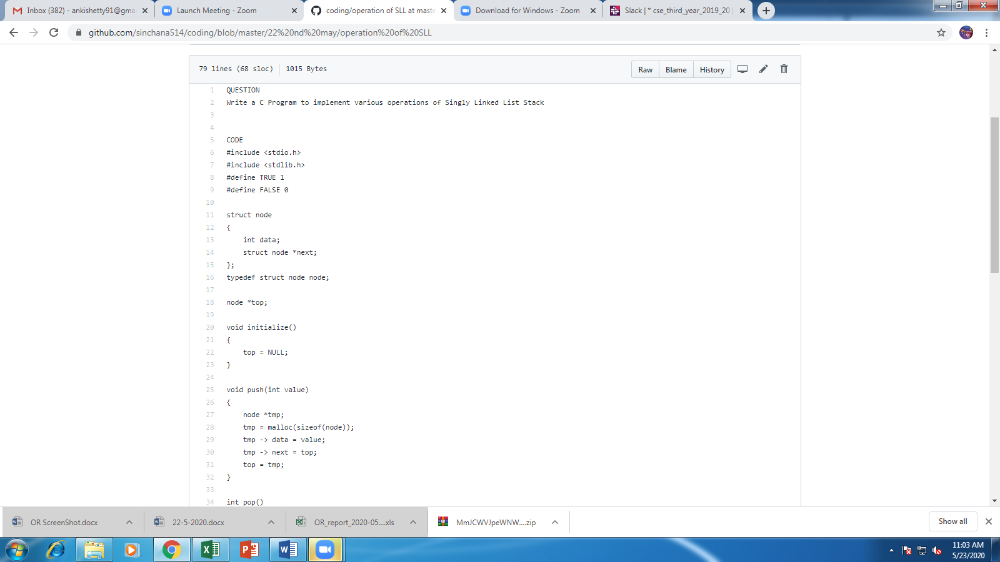 Inbox (382) - ankishetty91@gmai
Launch Meeting - Zoom
coding/operation of SLL at maste
Download for Windows - Zoom
Slack | * cse_third_year_2019_20 |
github.com/sinchana514/coding/blob/master/22%20nd%20may/operation%20of%20SLL
79 lines (68 sloc) 1015 Bytes
Raw Blame History
1 QUESTION
2 Write a C Program to implement various operations of Singly Linked List Stack
3
4
5 CODE
6 #include <stdio.h>
7 #include <stdlib.h>
8 #define TRUE 1
9 #define FALSE 0
10
11 struct node
12 {
13 int data;
14 struct node *next;
15 };
16 typedef struct node node;
17
18 node *top;
19
20 void initialize()
21 {
22 top = NULL;
23 }
24
25 void push(int value)
26 {
27 node *tmp;
28 tmp = malloc(sizeof(node));
29 tmp -> data = value;
30 tmp -> next = top;
31 top = tmp;
32 }
33
34 int pop()
OR ScreenShot.docx
22-5-2020.docx
OR_report_2020-05....xls
MmJCWVJpeWNW....zip
Show all
11:03 AM
5/23/2020